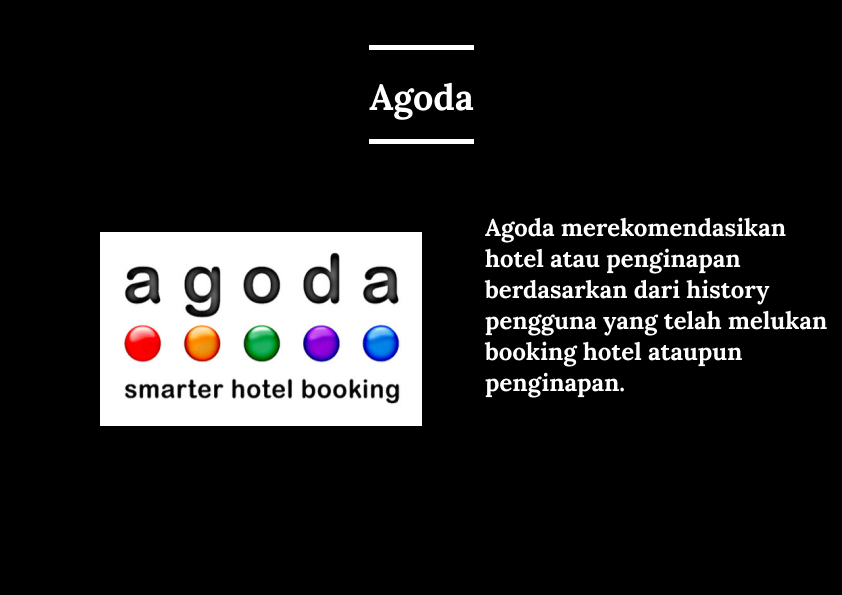 Agoda
agoda
smarter hotel booking
Agoda merekomendasikan
hotel atau penginapan
berdasarkan dari history
pengguna yang telah melukan
booking hotel ataupun
penginapan.